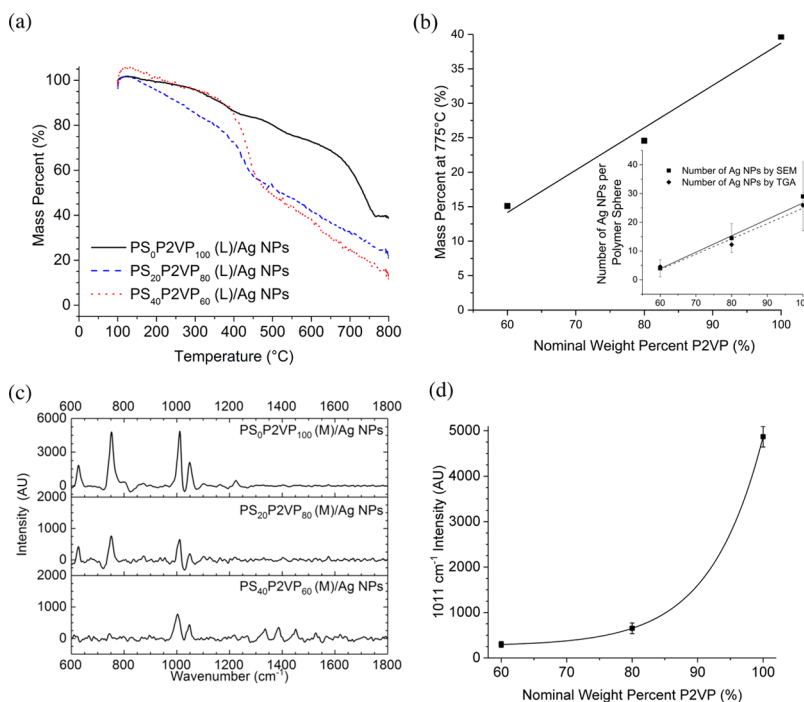 (a)
100
80
60
40
20
0
Mass Percent (%)
PS₀P2VP₁₀₀ (L)/Ag NPs
PS₂₀P2VP₈₀ (L)/Ag NPs
PS₄₀P2VP₆₀ (L)/Ag NPs
0 100 200 300 400 500 600 700 800
Temperature (°C)
(b)
40
35
30
25
20
15
10
5
0
Mass Percent at 775°C (%)
60 70 80 90 100
Nominal Weight Percent P2VP (%)
Number of Ag NPs by SEM
Number of Ag NPs by TGA
50
40
30
20
10
0
Number of Ag NPs per
Polymer Sphere
60 70 80 90 100
(c)
600 800 1000 1200 1400 1600 1800
6000
3000
0
PS₀P2VP₁₀₀ (M)/Ag NPs
2000
1000
0
PS₂₀P2VP₈₀ (M)/Ag NPs
2000
1000
0
PS₄₀P2VP₆₀ (M)/Ag NPs
Intensity (AU)
600 800 1000 1200 1400 1600 1800
Wavenumber (cm⁻¹)
(d)
5000
4000
3000
2000
1000
500
0
1011 cm⁻¹ Intensity (AU)
60 70 80 90 100
Nominal Weight Percent P2VP (%)